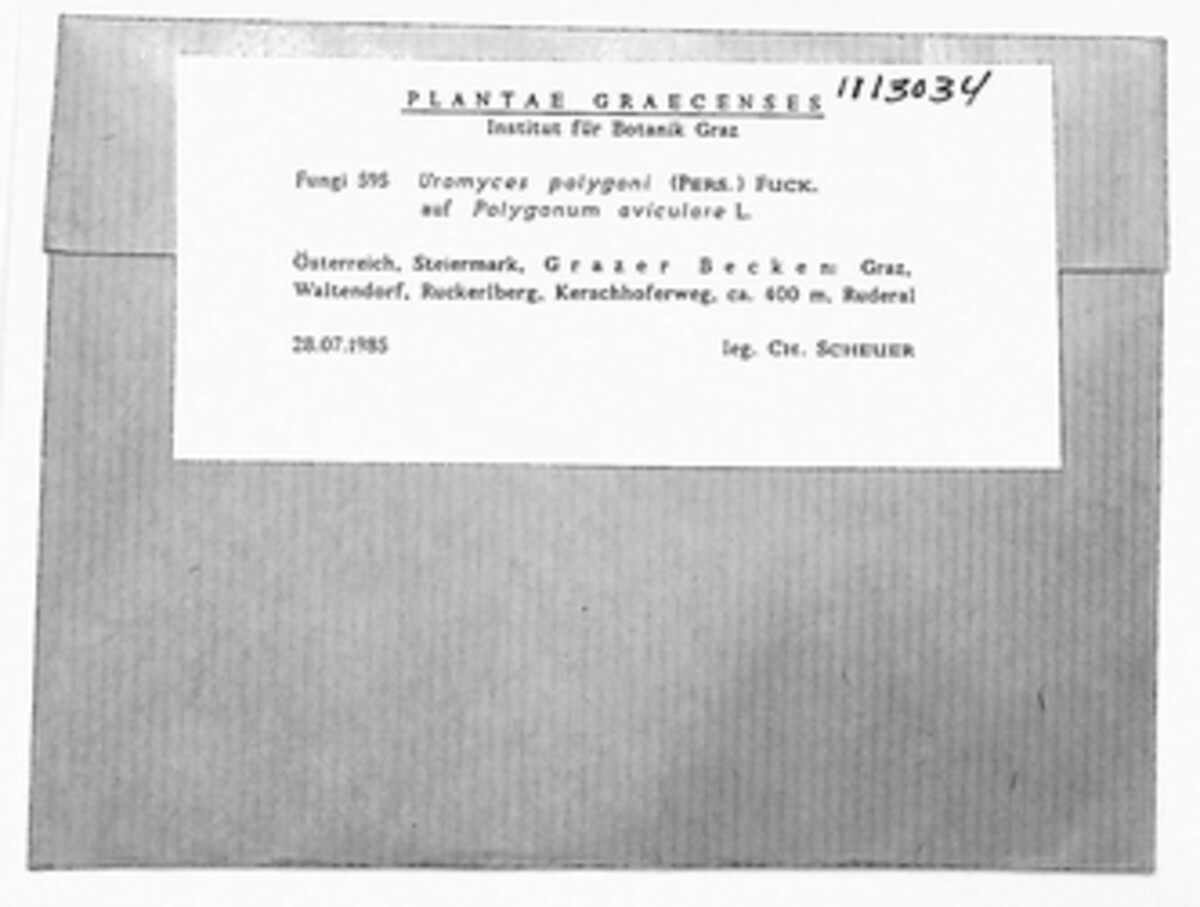 PLANTAE GRAECENSES 1113034
Institut für Botanik Graz
Fungi 595 Uromyces polygoni (PERS.) FUCK.
auf Polygonum aviculare L.
Österreich, Steiermark, Grazer Becken: Graz,
Waltendorf, Ruckerlberg, Kerschhoferweg, ca. 400 m, Ruderal
28.07.1985 leg. CH. SCHEUER